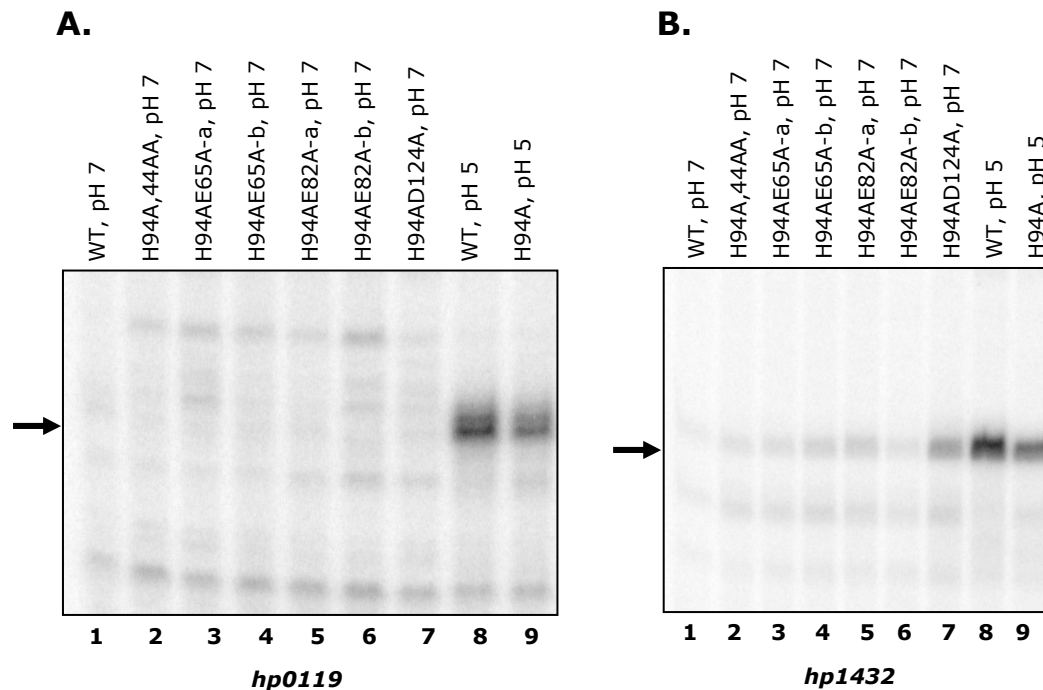 A.
WT, pH 7
H94A,44AA, pH 7
H94AE65A-a, pH 7
H94AE65A-b, pH 7
H94AE82A-a, pH 7
H94AE82A-b, pH 7
H94AD124A, pH 7
WT, pH 5
H94A, pH 5
1 2 3 4 5 6 7 8 9
hp0119
B.
WT, pH 7
H94A,44AA, pH 7
H94AE65A-a, pH 7
H94AE65A-b, pH 7
H94AE82A-a, pH 7
H94AE82A-b, pH 7
H94AD124A, pH 7
WT, pH 5
H94A, pH 5
1 2 3 4 5 6 7 8 9
hp1432